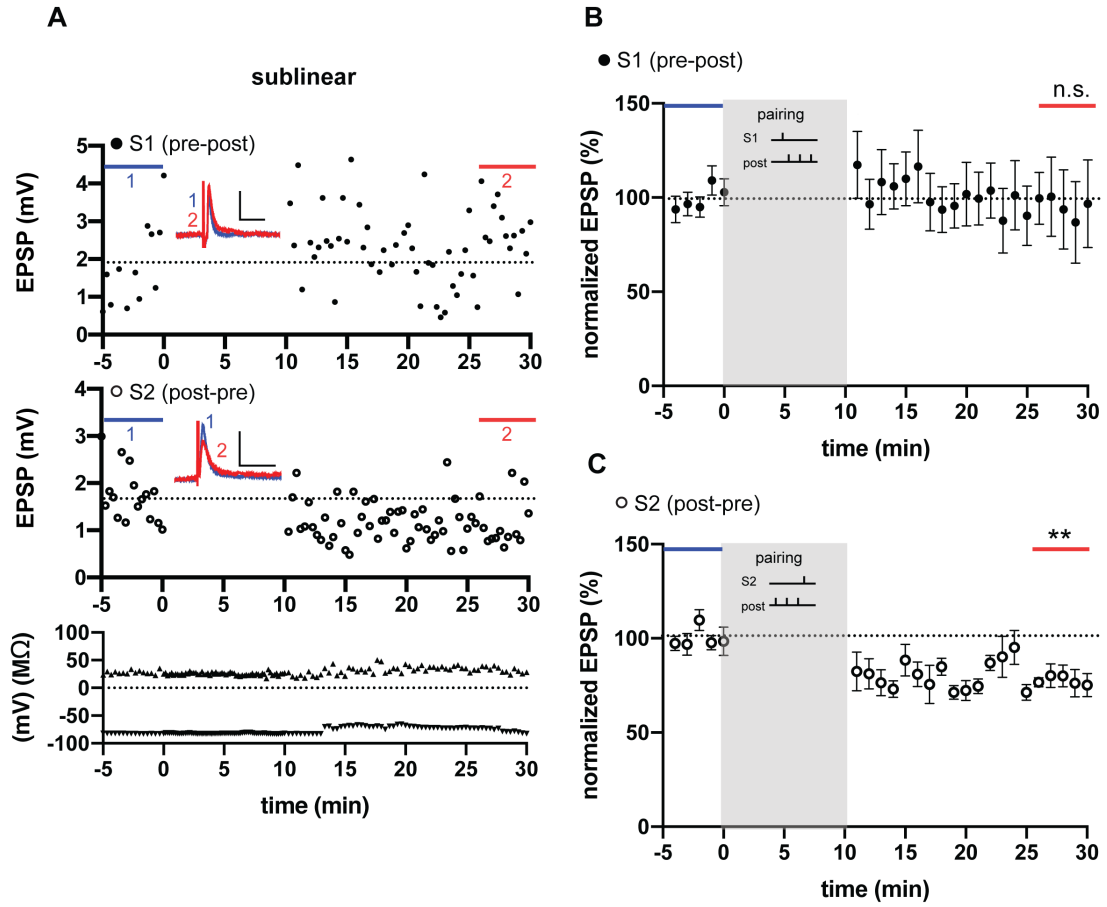 A
sublinear
S1 (pre-post)
5
4
3
2
1
0
EPSP (mV)
1
2
1
2
-5 0 5 10 15 20 25 30
S2 (post-pre)
4
3
2
1
0
EPSP (mV)
1
2
1
2
-5 0 5 10 15 20 25 30
100
50
0
-50
-100
(mV) (MΩ)
-5 0 5 10 15 20 25 30
time (min)
B
S1 (pre-post)
n.s.
150
100
50
0
normalized EPSP (%)
pairing
S1
post
-5 0 5 10 15 20 25 30
time (min)
C
S2 (post-pre)
**
150
100
50
0
normalized EPSP (%)
pairing
S2
post
-5 0 5 10 15 20 25 30
time (min)